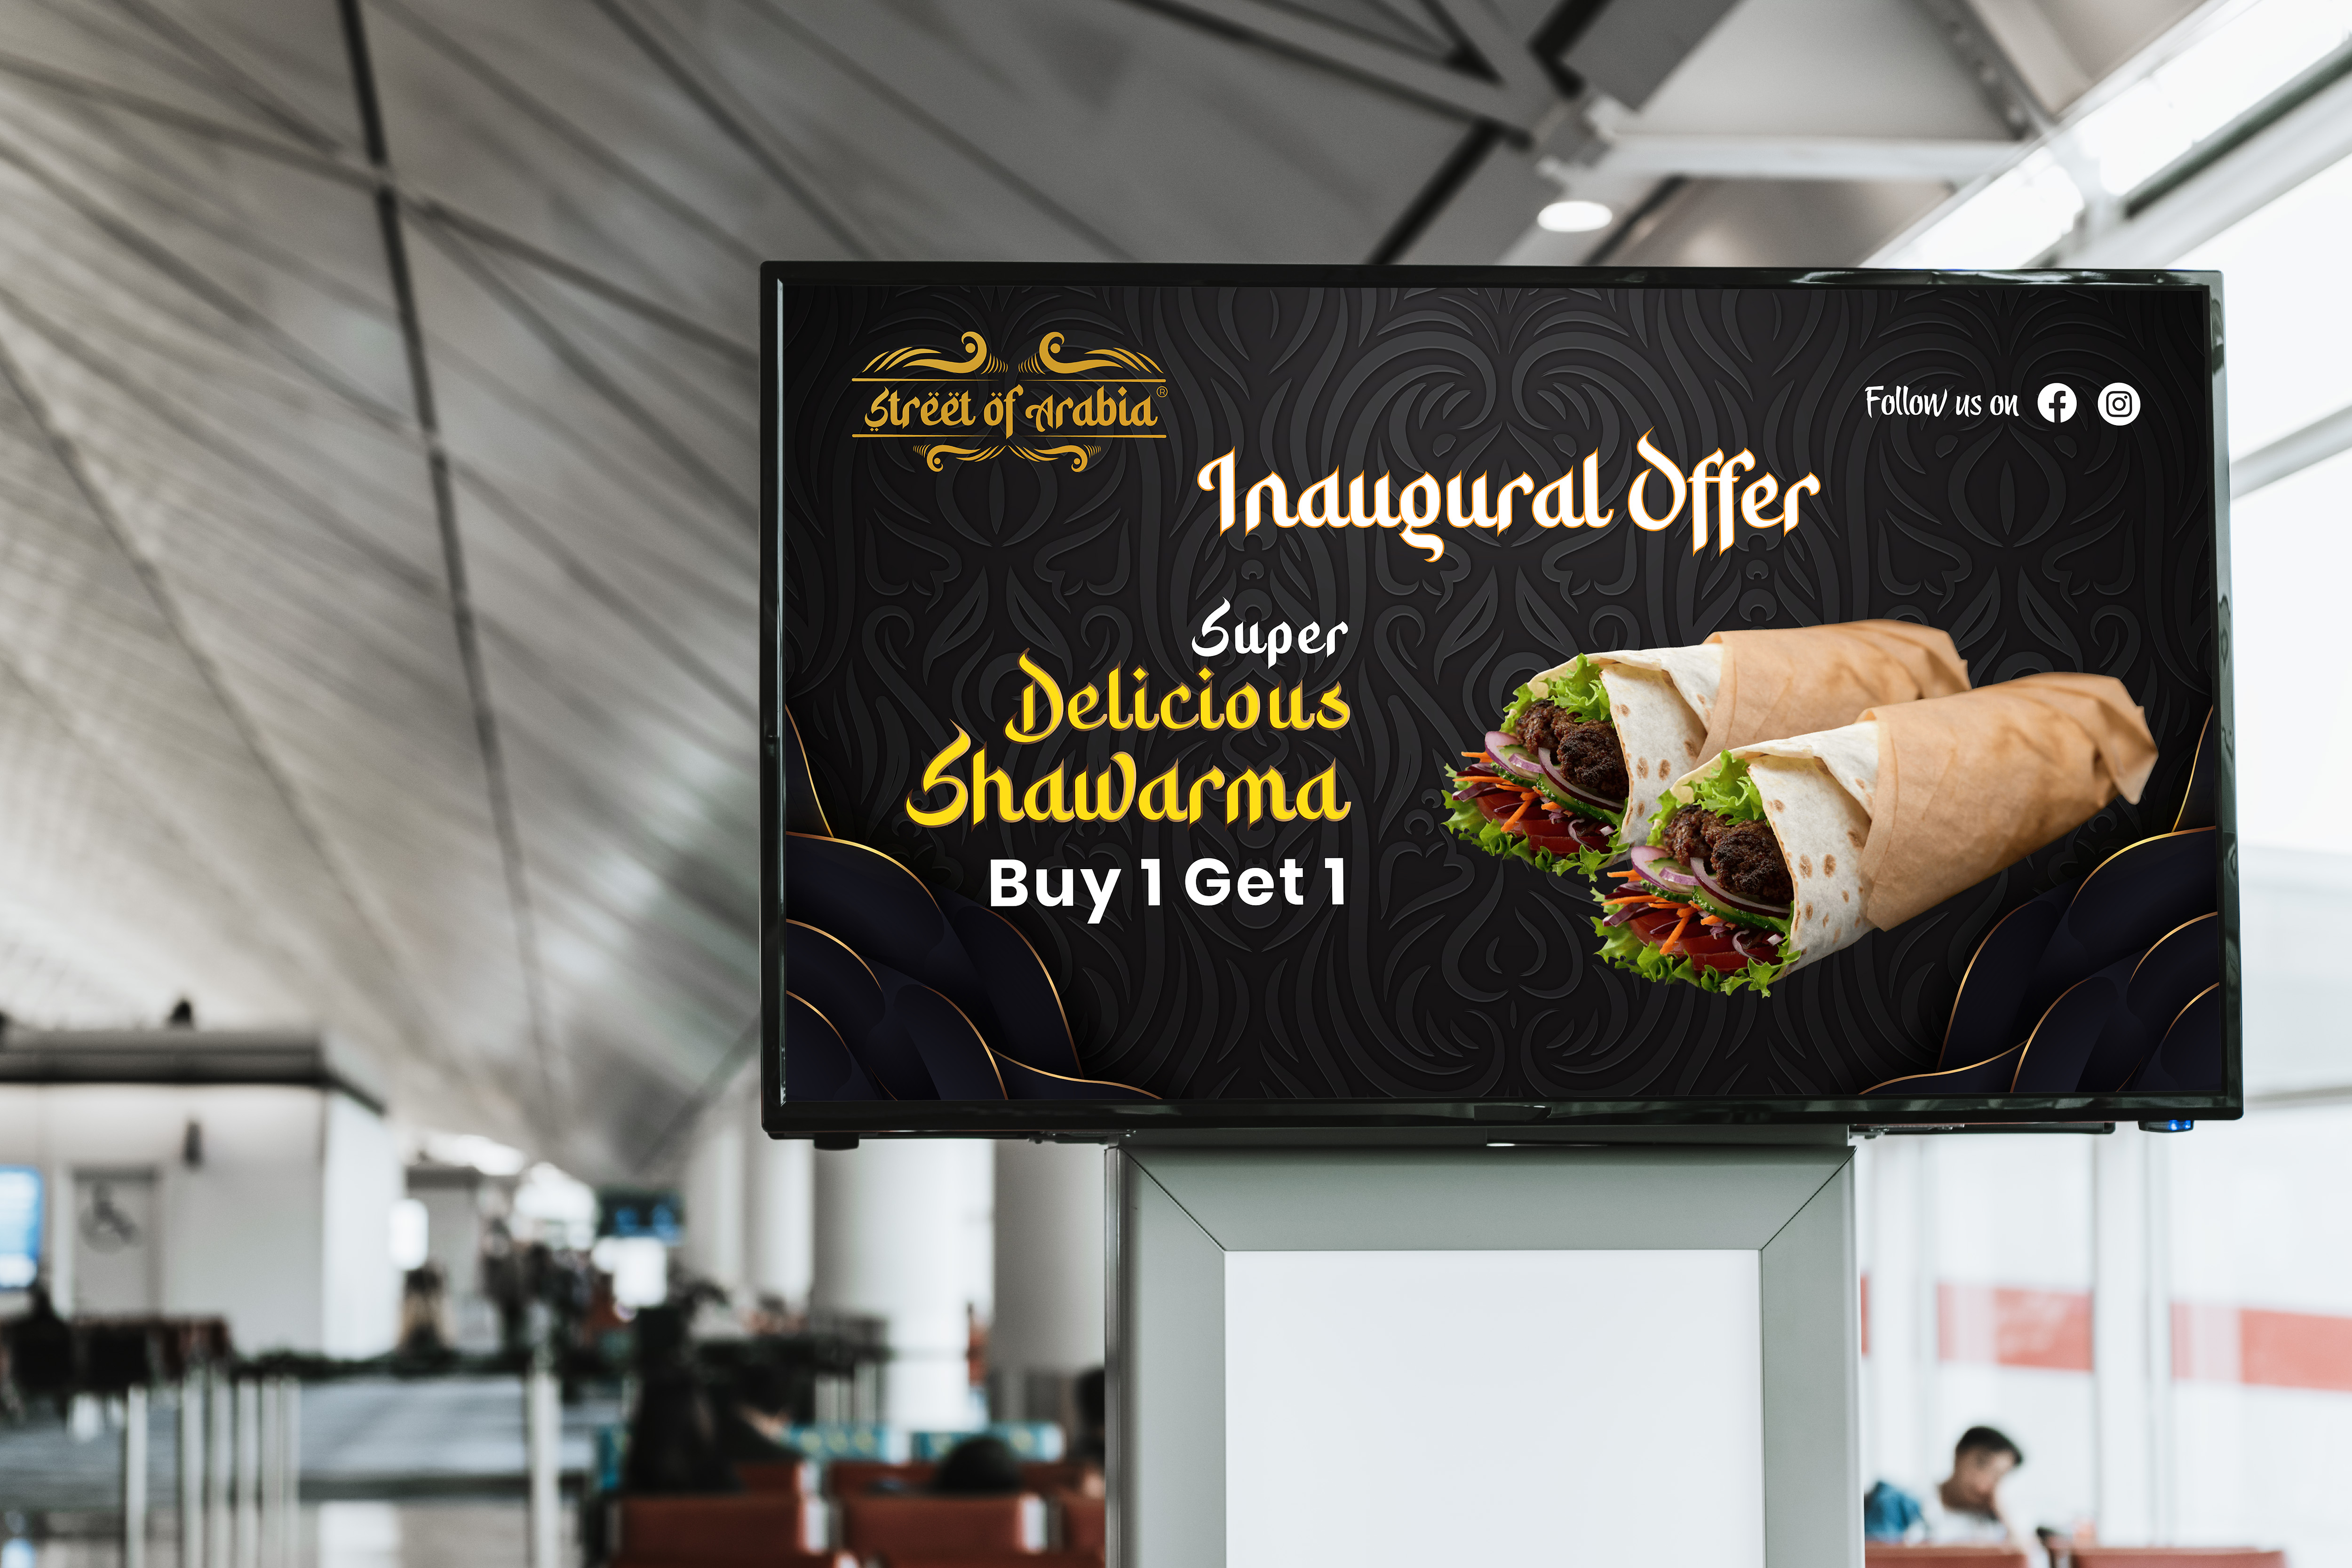 Strëët öf Arabia®
Follow us on
Inaugural Offer
Super
Delicious
Shawarma
Buy 1 Get 1